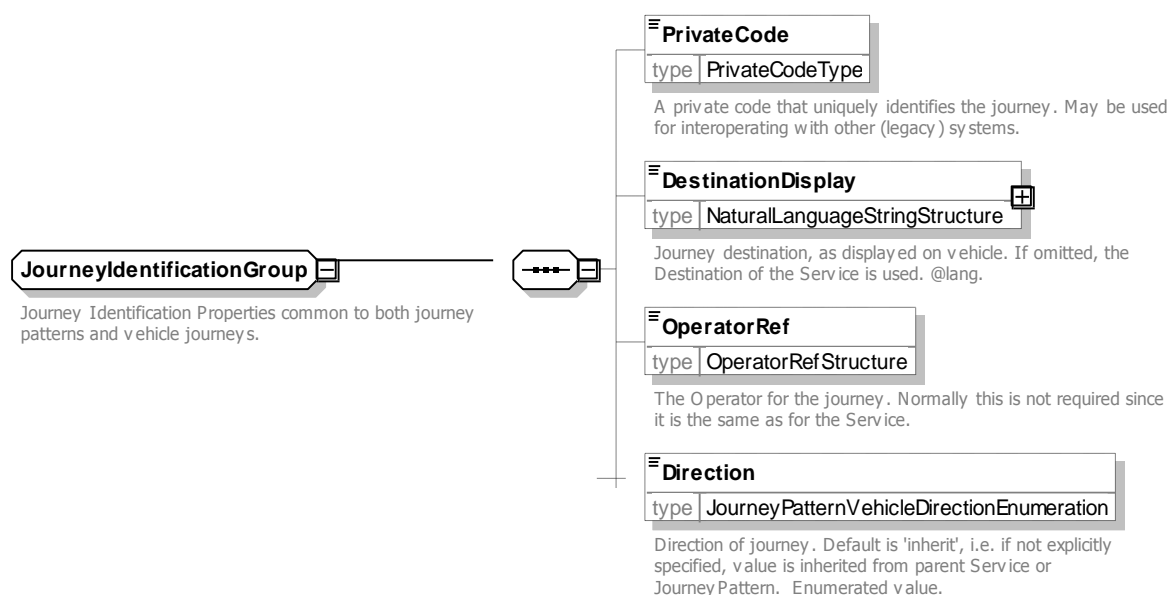 PrivateCode
type PrivateCodeType
A private code that uniquely identifies the journey. May be used
for interoperating with other (legacy) systems.
DestinationDisplay
type NaturalLanguageStringStructure
Journey destination, as displayed on vehicle. If omitted, the
Destination of the Service is used. @lang.
JourneyIdentificationGroup
Journey Identification Properties common to both journey
patterns and vehicle journeys.
OperatorRef
type OperatorRefStructure
The Operator for the journey. Normally this is not required since
it is the same as for the Service.
Direction
type JourneyPatternVehicleDirectionEnumeration
Direction of journey. Default is 'inherit', i.e. if not explicitly
specified, value is inherited from parent Service or
JourneyPattern. Enumerated value.